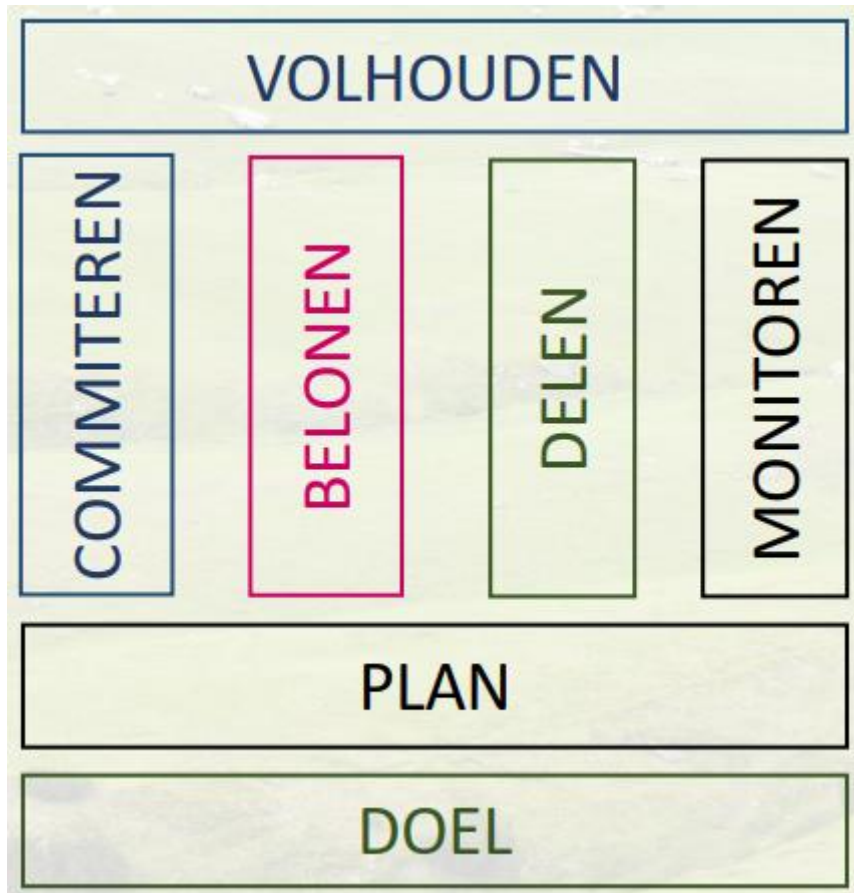 VOLHOUDEN
COMMITEREN
BELONEN
DELEN
MONITOREN
PLAN
DOEL